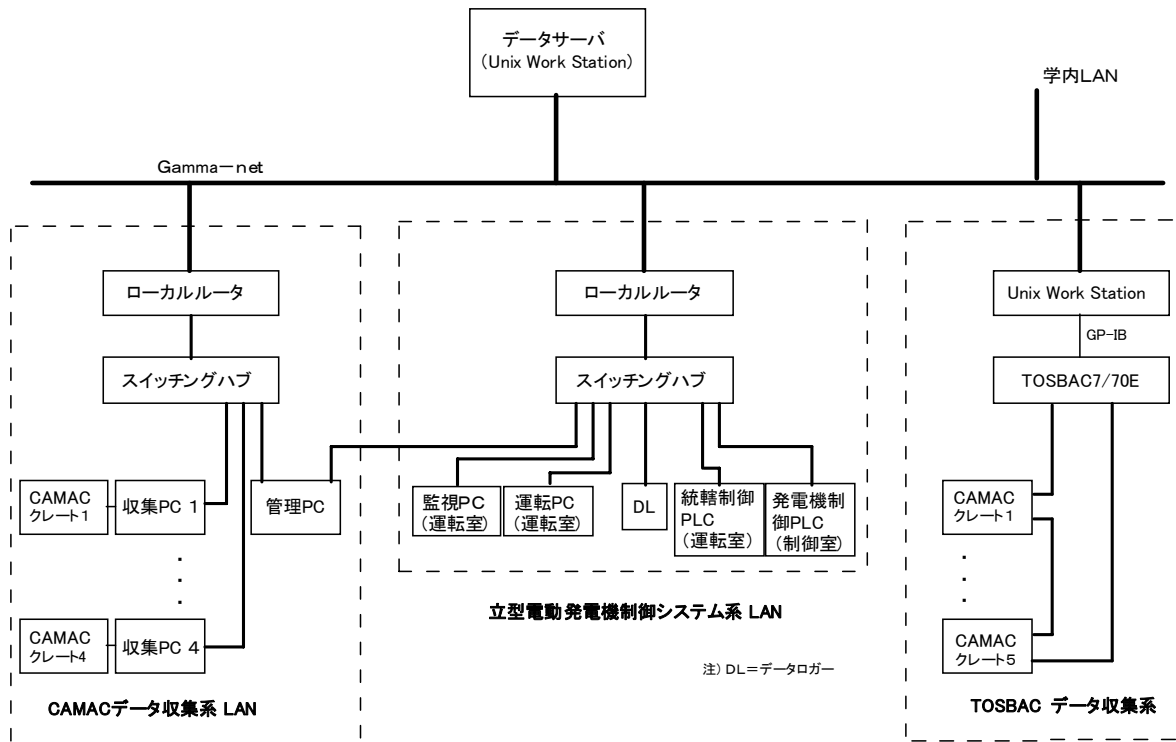 データサーバ
(Unix Work Station)
学内LAN
Gamma－net
ローカルルータ
スイッチングハブ
CAMAC
クレート1
収集PC 1
管理PC
CAMAC
クレート4
収集PC 4
CAMACデータ収集系 LAN
ローカルルータ
スイッチングハブ
監視PC
(運転室)
運転PC
(運転室)
DL
統轄制御
PLC
(運転室)
発電機制
御PLC
(制御室)
立型電動発電機制御システム系 LAN
注) DL＝データロガー
Unix Work Station
GP-IB
TOSBAC7/70E
CAMAC
クレート1
CAMAC
クレート5
TOSBAC データ収集系